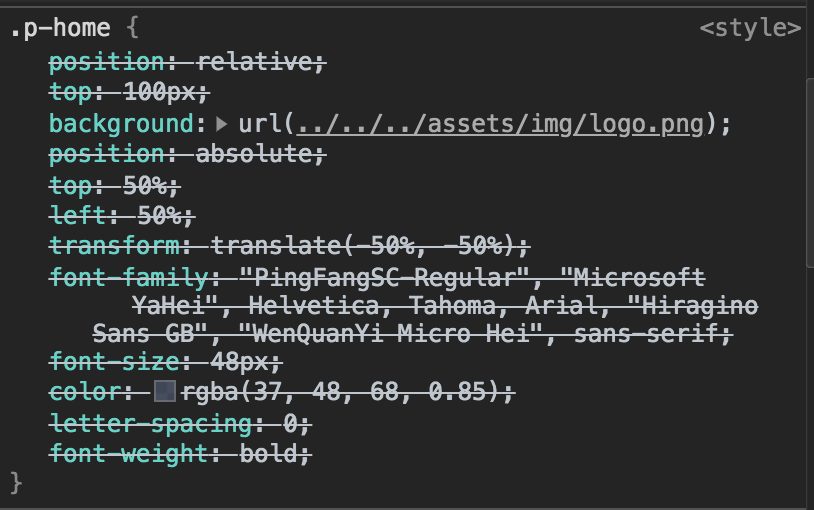 .p-home { <style>
position: relative;
top: 100px;
background: url(../../../assets/img/logo.png);
position: absolute;
top: 50%;
left: 50%;
transform: translate(-50%, -50%);
font-family: "PingFangSC-Regular", "Microsoft
YaHei", Helvetica, Tahoma, Arial, "Hiragino
Sans GB", "WenQuanYi Micro Hei", sans-serif;
font-size: 48px;
color: rgba(37, 48, 68, 0.85);
letter-spacing: 0;
font-weight: bold;
}